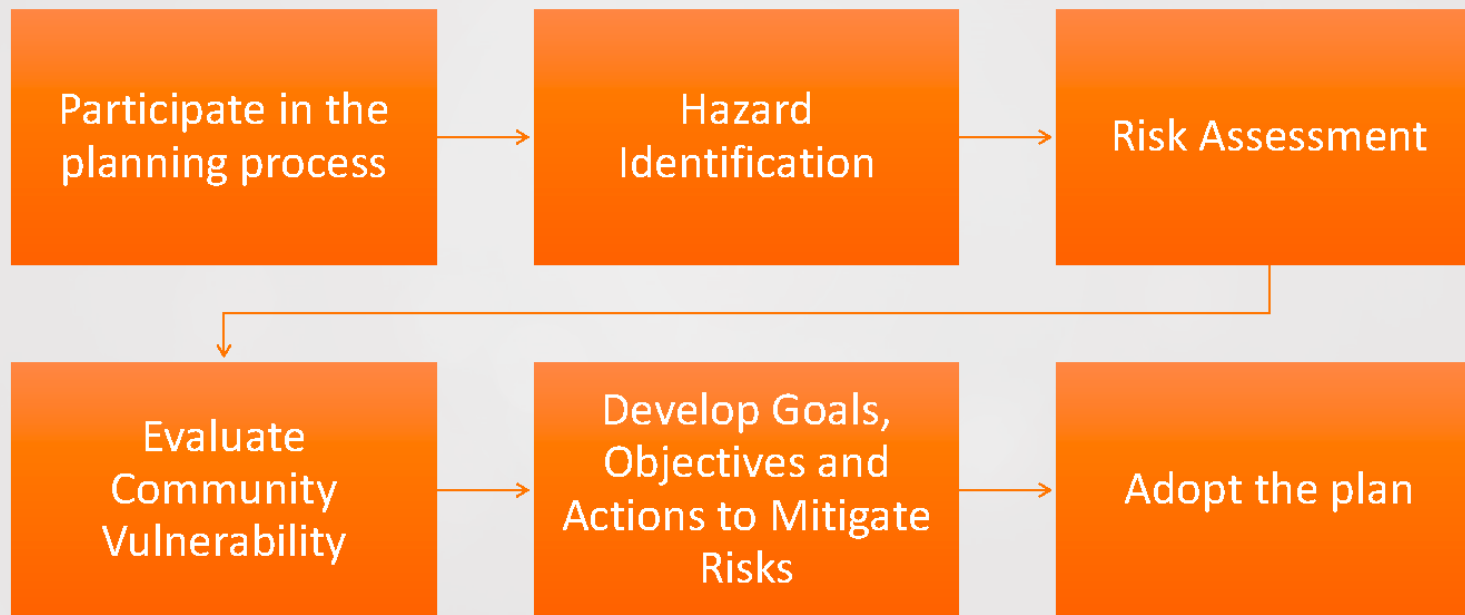 Participate in the
planning process
Hazard
Identification
Risk Assessment
Evaluate
Community
Vulnerability
Develop Goals,
Objectives and
Actions to Mitigate
Risks
Adopt the plan